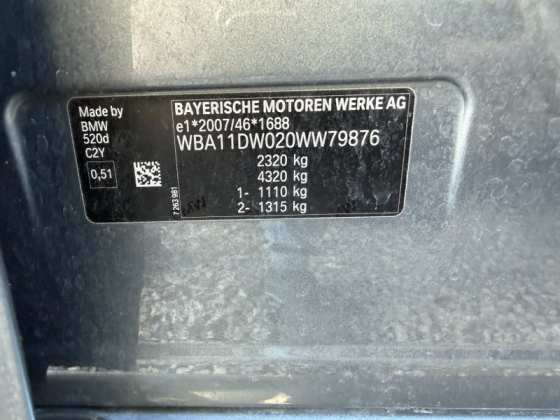 Made by
BMW
520d
C2Y
0,51
7 263 981
BAYERISCHE MOTOREN WERKE AG
e1*2007/46*1688
WBA11DW020WW79876
2320 kg
4320 kg
1- 1110 kg
2- 1315 kg